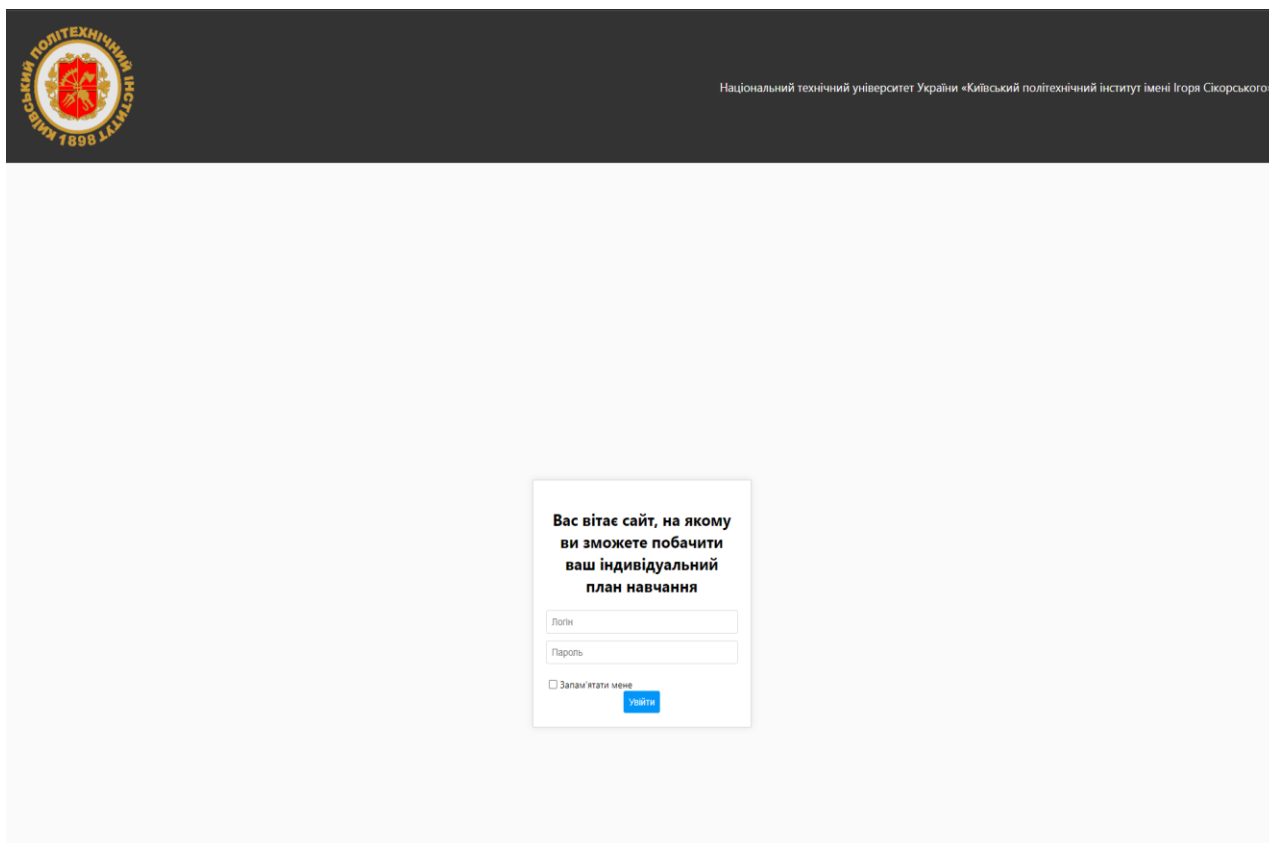 КИЇВСЬКИЙ ПОЛІТЕХНІЧНИЙ ІНСТИТУТ
1898
Національний технічний університет України «Київський політехнічний інститут імені Ігоря Сікорського»
Вас вітає сайт, на якому
ви зможете побачити
ваш індивідуальний
план навчання
Логін
Пароль
Запам'ятати мене
Увійти